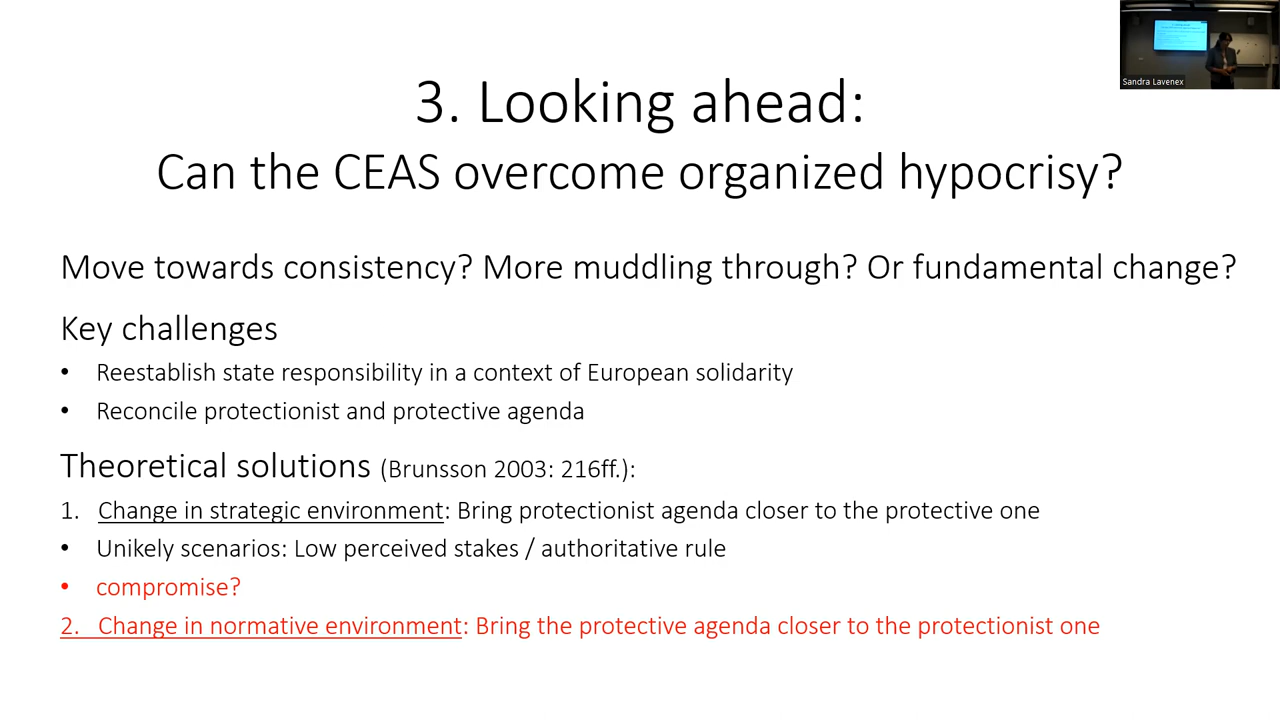 Sandra Lavenex
3. Looking ahead:
Can the CEAS overcome organized hypocrisy?
Move towards consistency? More muddling through? Or fundamental change?
Key challenges
• Reestablish state responsibility in a context of European solidarity
• Reconcile protectionist and protective agenda
Theoretical solutions (Brunsson 2003: 216ff.):
1. Change in strategic environment: Bring protectionist agenda closer to the protective one
• Unikely scenarios: Low perceived stakes / authoritative rule
• compromise?
2. Change in normative environment: Bring the protective agenda closer to the protectionist one